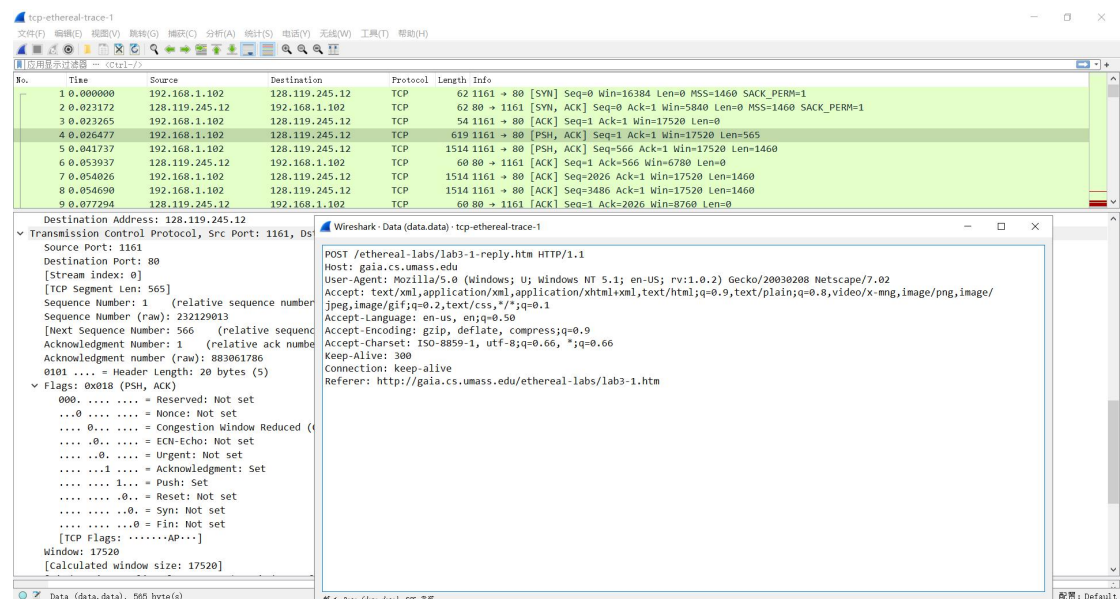 tcp-ethereal-trace-1
文件(F) 编辑(E) 视图(V) 跳转(G) 捕获(C) 分析(A) 统计(S) 电话(Y) 无线(W) 工具(T) 帮助(H)
应用显示过滤器 … <Ctrl-/>
No. Time Source Destination Protocol Length Info
1 0.000000 192.168.1.102 128.119.245.12 TCP 62 1161 → 80 [SYN] Seq=0 Win=16384 Len=0 MSS=1460 SACK_PERM=1
2 0.023172 128.119.245.12 192.168.1.102 TCP 62 80 → 1161 [SYN, ACK] Seq=0 Ack=1 Win=5840 Len=0 MSS=1460 SACK_PERM=1
3 0.023265 192.168.1.102 128.119.245.12 TCP 54 1161 → 80 [ACK] Seq=1 Ack=1 Win=17520 Len=0
4 0.026477 192.168.1.102 128.119.245.12 TCP 619 1161 → 80 [PSH, ACK] Seq=1 Ack=1 Win=17520 Len=565
5 0.041737 192.168.1.102 128.119.245.12 TCP 1514 1161 → 80 [PSH, ACK] Seq=566 Ack=1 Win=17520 Len=1460
6 0.053937 128.119.245.12 192.168.1.102 TCP 60 80 → 1161 [ACK] Seq=1 Ack=566 Win=6780 Len=0
7 0.054026 192.168.1.102 128.119.245.12 TCP 1514 1161 → 80 [ACK] Seq=2026 Ack=1 Win=17520 Len=1460
8 0.054690 192.168.1.102 128.119.245.12 TCP 1514 1161 → 80 [ACK] Seq=3486 Ack=1 Win=17520 Len=1460
9 0.077294 128.119.245.12 192.168.1.102 TCP 60 80 → 1161 [ACK] Seq=1 Ack=2026 Win=8760 Len=0
Destination Address: 128.119.245.12
Transmission Control Protocol, Src Port: 1161, Ds
Source Port: 1161
Destination Port: 80
[Stream index: 0]
[TCP Segment Len: 565]
Sequence Number: 1 (relative sequence number
Sequence Number (raw): 232129013
[Next Sequence Number: 566 (relative sequenc
Acknowledgment Number: 1 (relative ack numbe
Acknowledgment number (raw): 883061786
0101 .... = Header Length: 20 bytes (5)
Flags: 0x018 (PSH, ACK)
000. .... .... = Reserved: Not set
...0 .... .... = Nonce: Not set
.... 0... .... = Congestion Window Reduced (
.... .0.. .... = ECN-Echo: Not set
.... ..0. .... = Urgent: Not set
.... ...1 .... = Acknowledgment: Set
.... .... 1... = Push: Set
.... .... .0.. = Reset: Not set
.... .... ..0. = Syn: Not set
.... .... ...0 = Fin: Not set
[TCP Flags: ·······AP···]
Window: 17520
[Calculated window size: 17520]
Wireshark · Data (data.data) · tcp-ethereal-trace-1
POST /ethereal-labs/lab3-1-reply.htm HTTP/1.1
Host: gaia.cs.umass.edu
User-Agent: Mozilla/5.0 (Windows; U; Windows NT 5.1; en-US; rv:1.0.2) Gecko/20030208 Netscape/7.02
Accept: text/xml,application/xml,application/xhtml+xml,text/html;q=0.9,text/plain;q=0.8,video/x-mng,image/png,image/
jpeg,image/gif;q=0.2,text/css,*/*;q=0.1
Accept-Language: en-us, en;q=0.50
Accept-Encoding: gzip, deflate, compress;q=0.9
Accept-Charset: ISO-8859-1, utf-8;q=0.66, *;q=0.66
Keep-Alive: 300
Connection: keep-alive
Referer: http://gaia.cs.umass.edu/ethereal-labs/lab3-1.htm
Data (data.data), 565 byte(s)
配置: Default